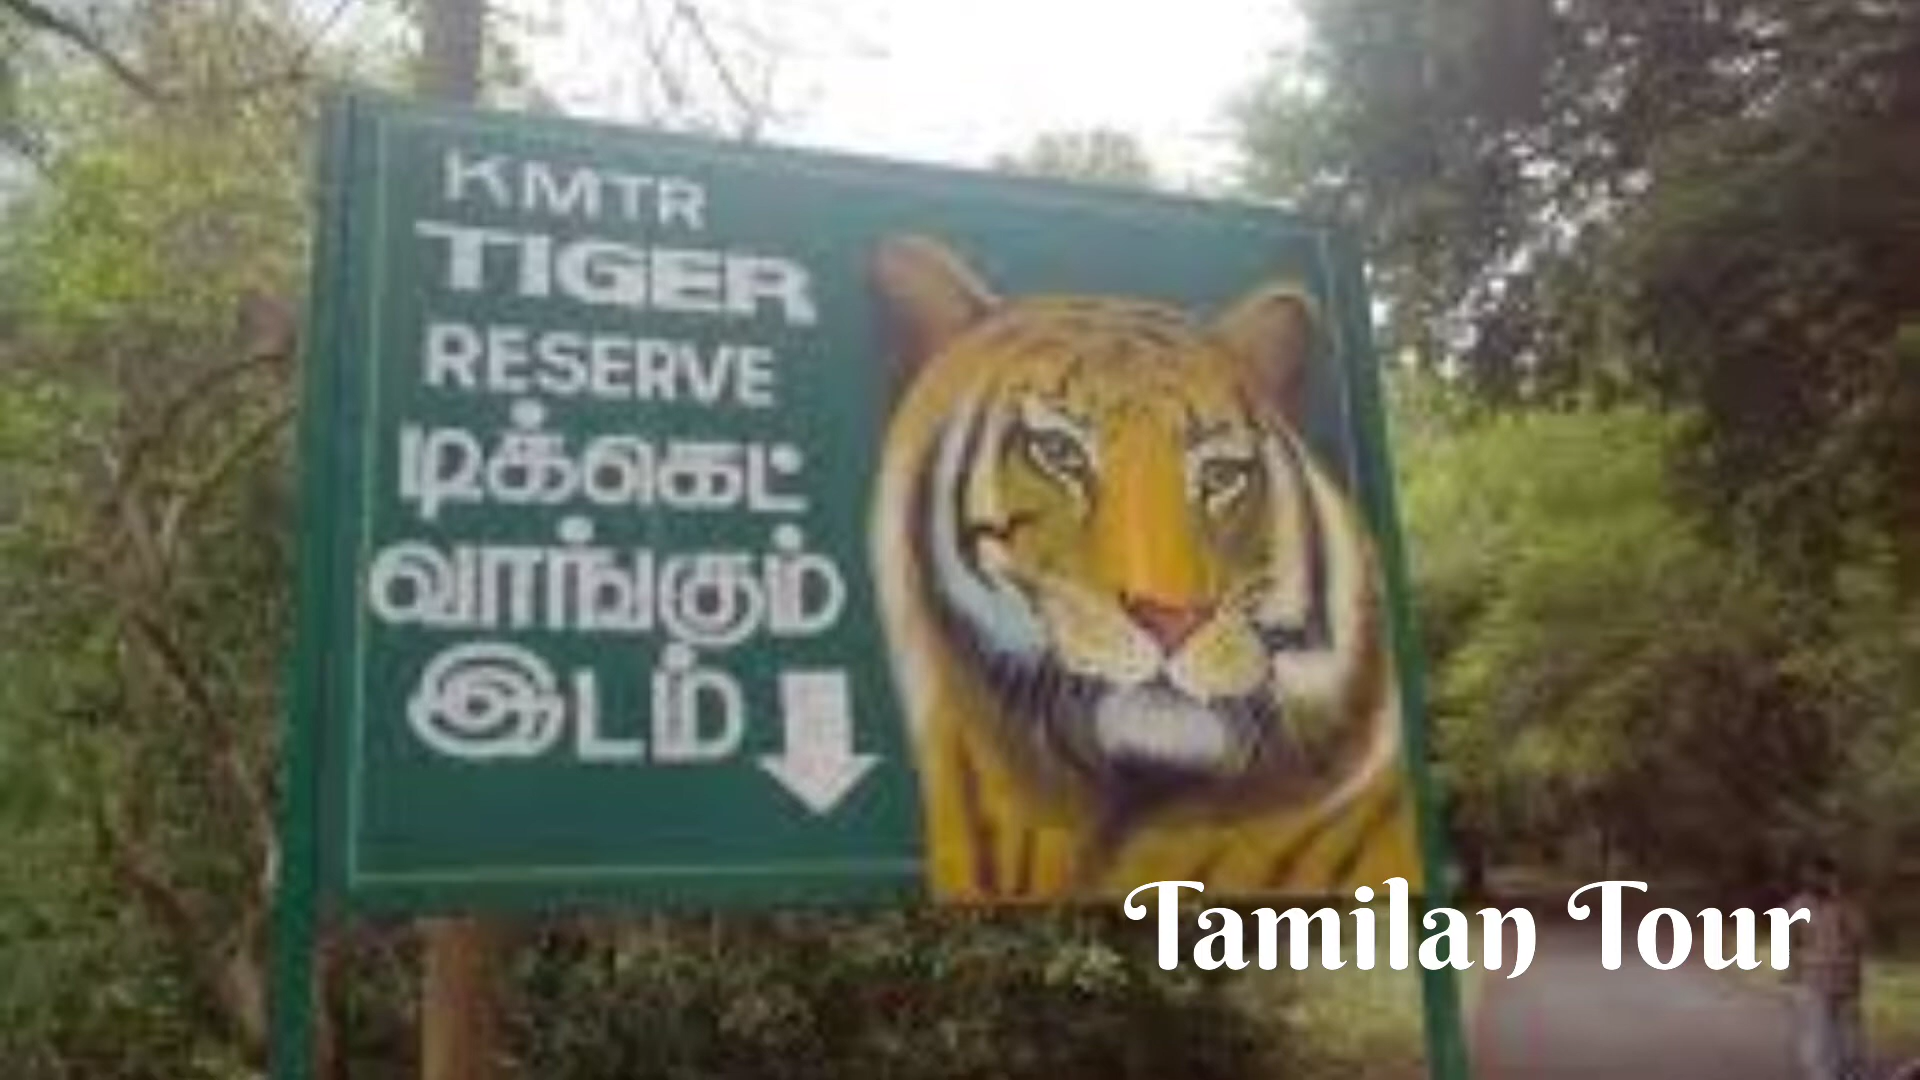 KMTR
TIGER
RESERVE
டிக்கெட்
வாங்கும்
இடம்
Tamilan Tour